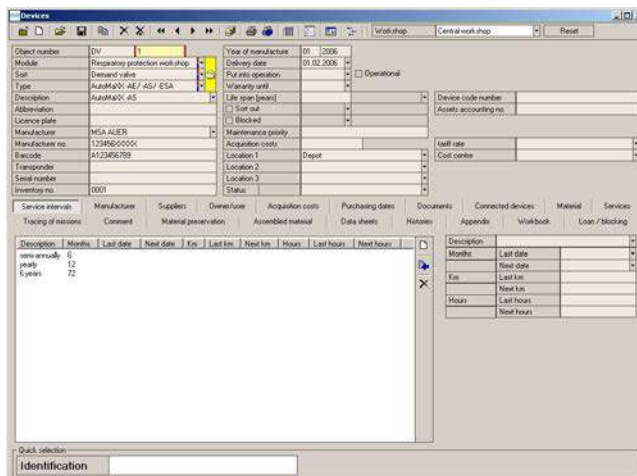 Devices
Workshop Central workshop Reset
Object number DV 1 Year of manufacture 01 2006
Module Respiratory protection workshop Delivery date 01.02.2006
Sort Demand valve Put into operation Operational
Type AutoMaXX -AE/ -AS/ -ESA Warranty until
Description AutoMaXX -AS Life span [years] Device code number
Abbreviation Sort out Assets accounting no.
Licence plate Blocked
Manufacturer MSA AUER Maintenance priority
Manufacturer no. Acquisition costs tariff rate
Barcode A123456789 Location 1 Depot Cost centre
Transponder Location 2
Serial number Location 3
Inventory no. 0001 Status
Service intervals Manufacturer Suppliers Owner/user Acquisition costs Purchasing dates Documents Connected devices Material Services
Tracing of missions Comment Material preservation Assembled material Data sheets Histories Appendix Workbook Loan / blocking
Description Months Last date Next date Km Last km Next km Hours Last hours Next hours Description
semi-annually 6 Months Last date
yearly 12 Next date
6 years 72 Km Last km
Next km
Hours Last hours
Next hours
Quick selection
Identification